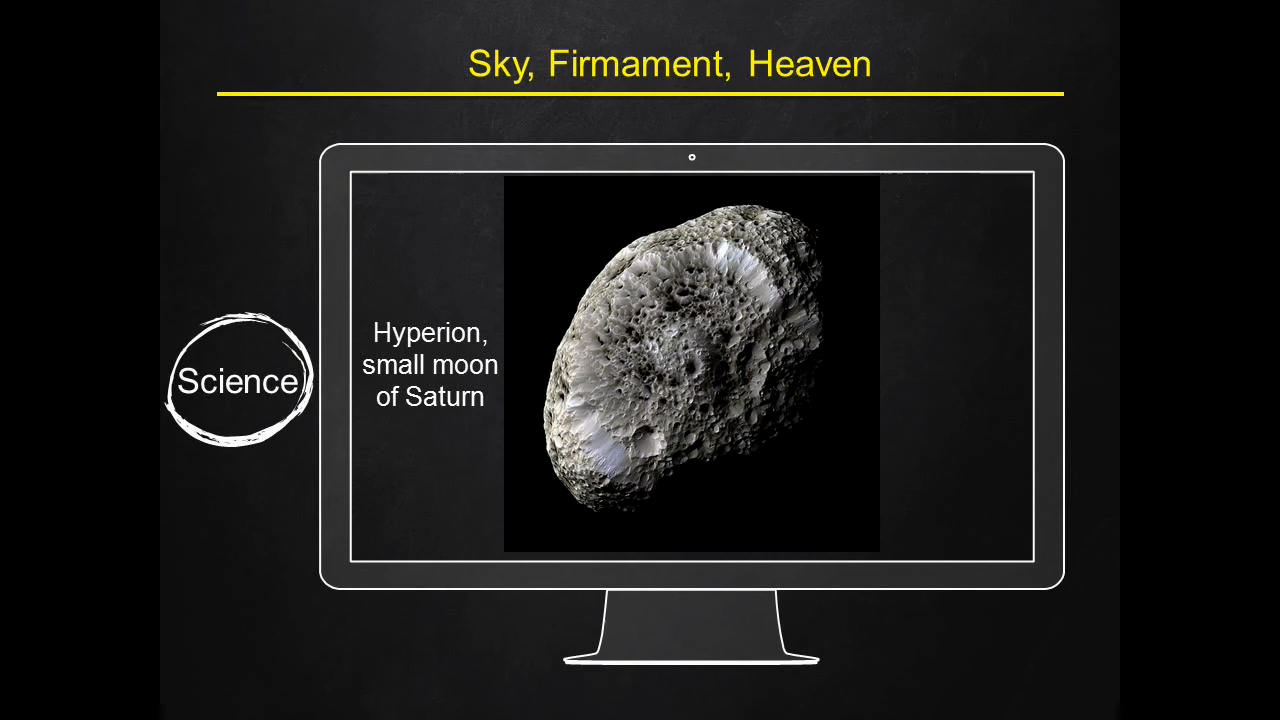 Sky, Firmament, Heaven
Science
Hyperion,
small moon
of Saturn